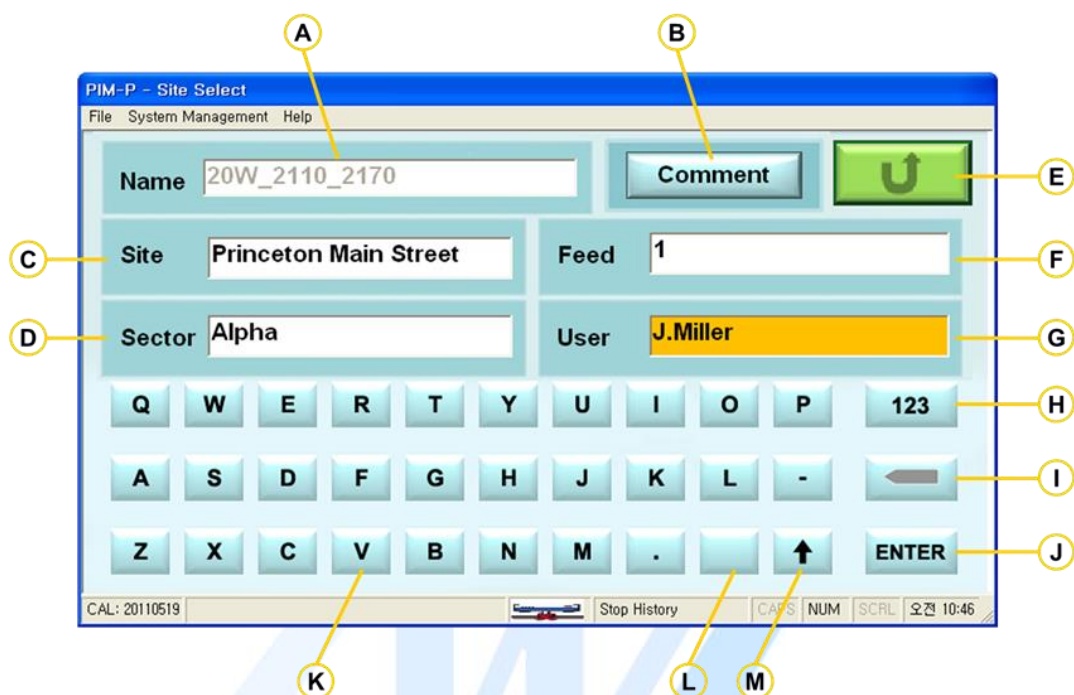 A B
PIM-P - Site Select
File System Management Help
Name 20W_2110_2170 Comment E
C Site Princeton Main Street Feed 1 F
D Sector Alpha User J.Miller G
Q W E R T Y U I O P 123 H
A S D F G H J K L - I
Z X C V B N M . ENTER J
CAL: 20110519 Stop History CAPS NUM SCRL 오전 10:46
K L M